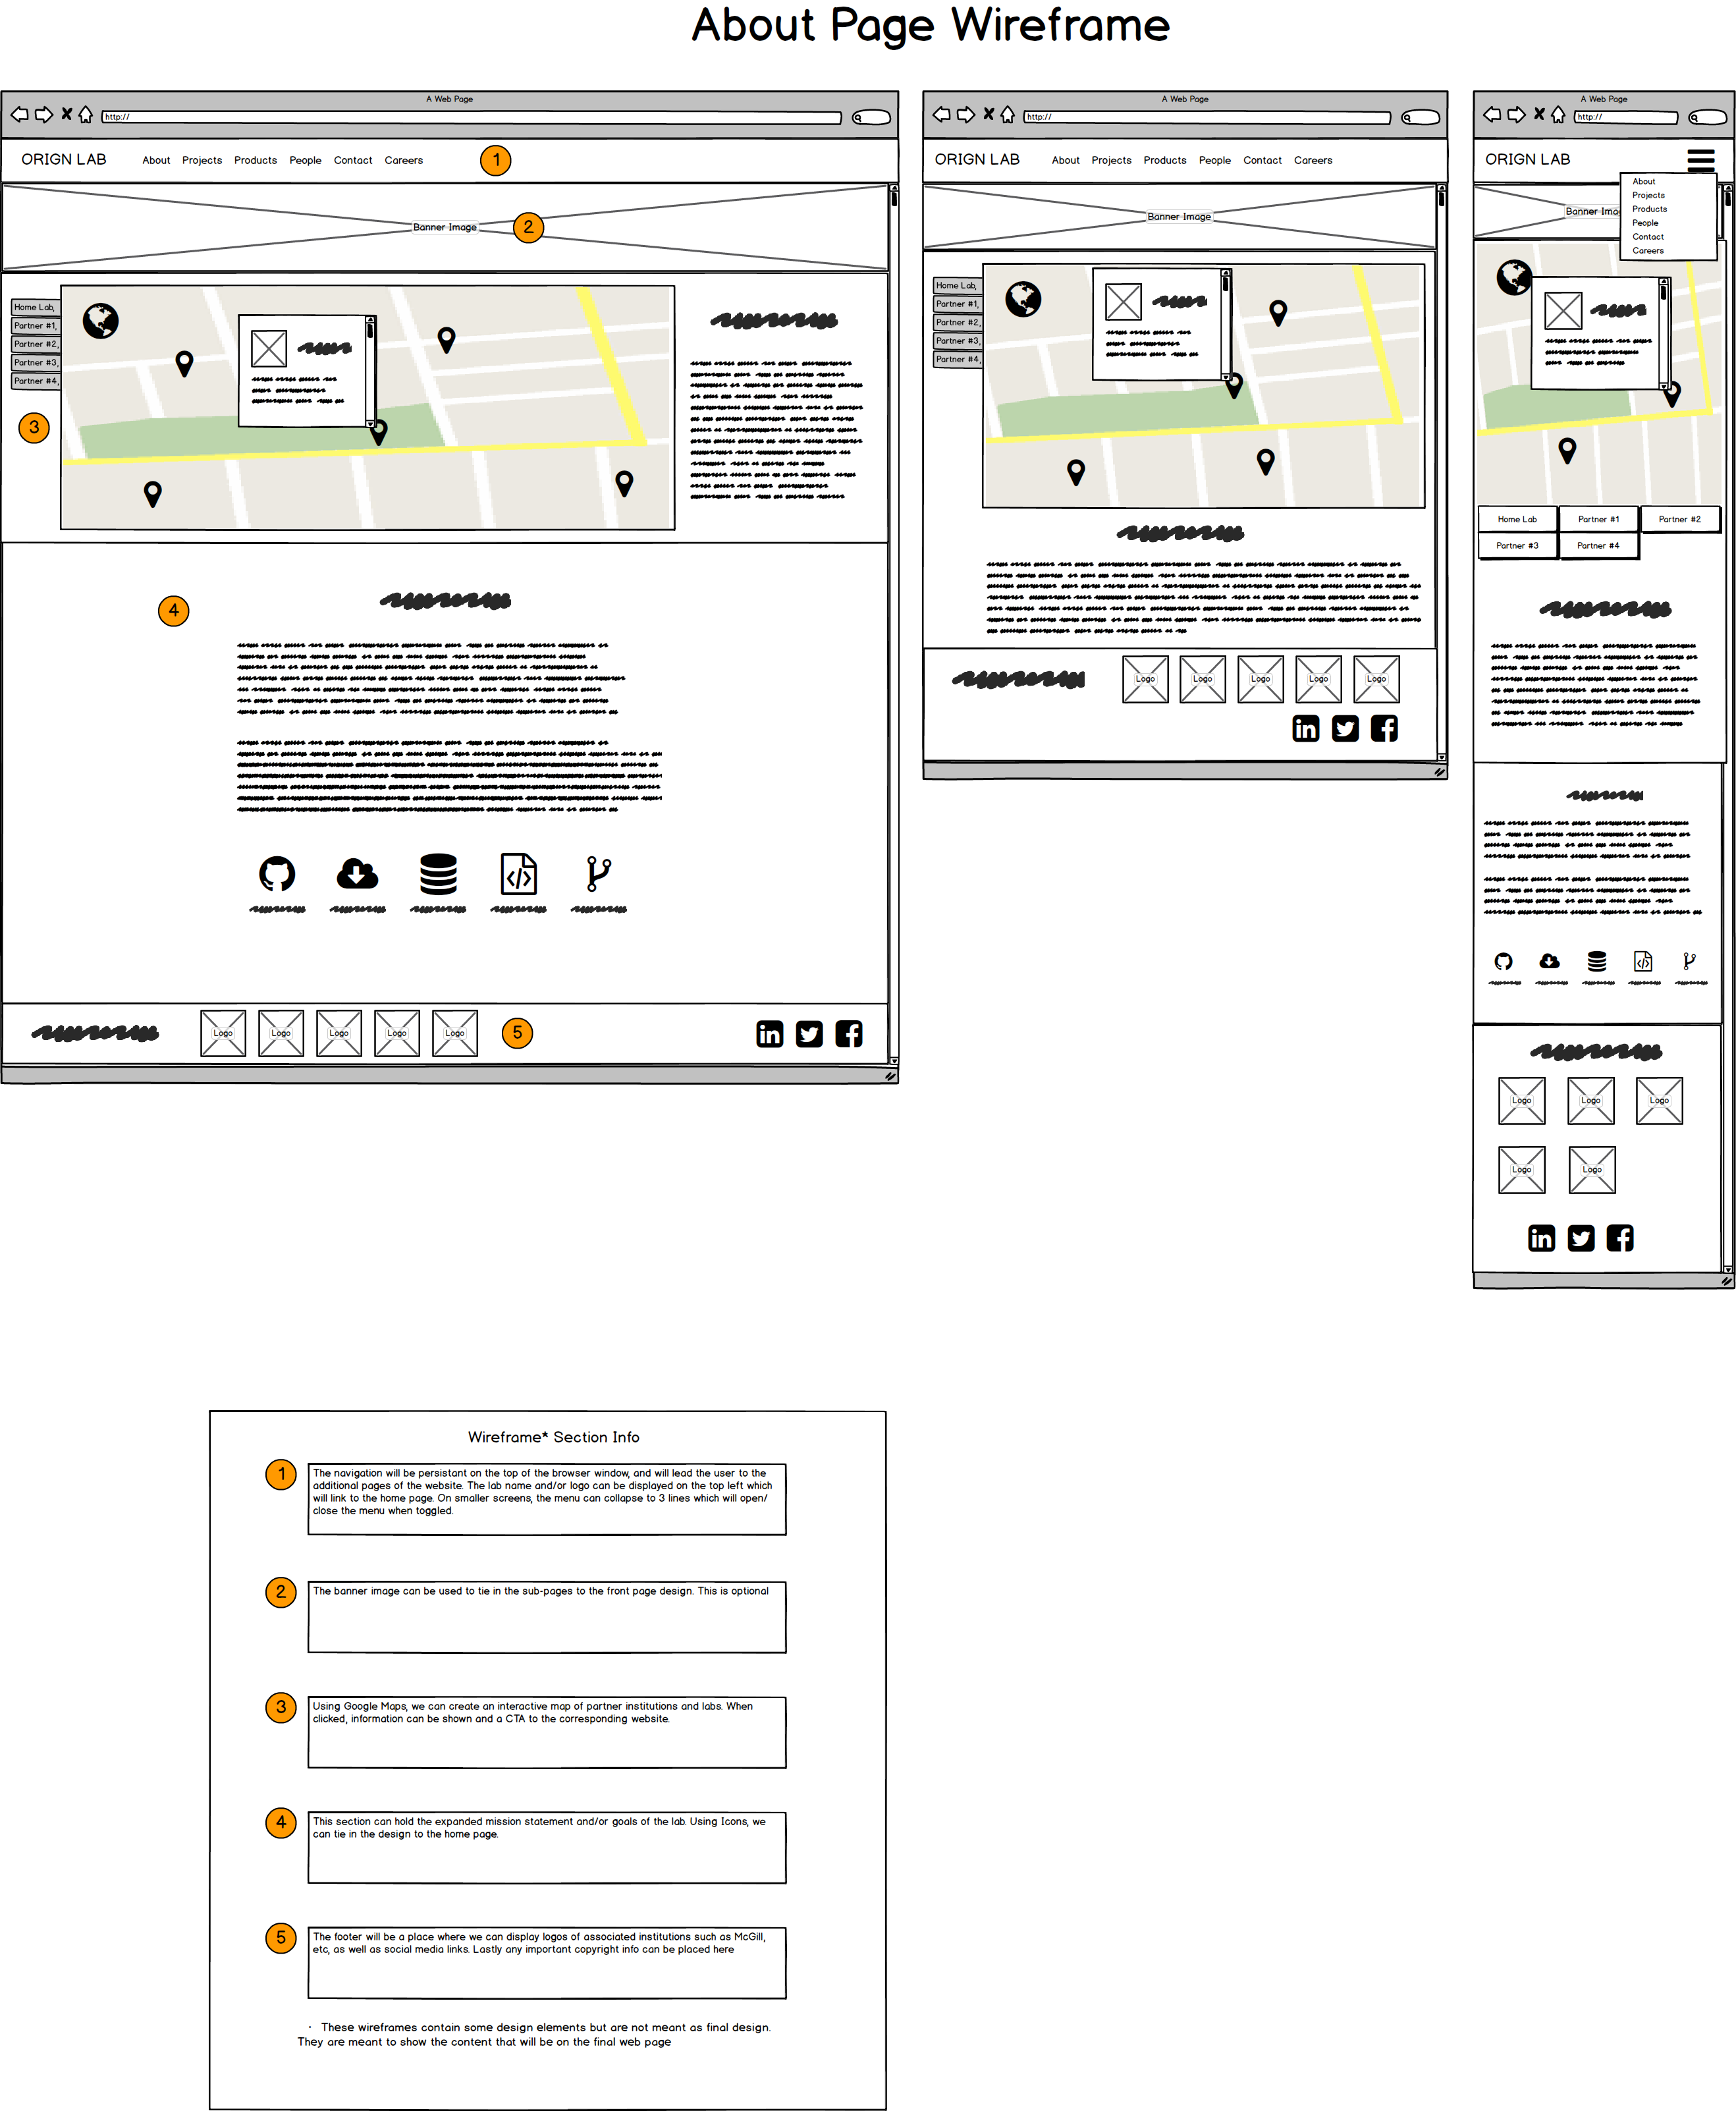 About Page Wireframe
A Web Page
http://
ORIGN LAB About Projects Products People Contact Careers 1
Banner Image 2
Home Lab,
Partner #1,
Partner #2,
Partner #3,
Partner #4,
3
4
Logo Logo Logo Logo Logo 5
A Web Page
http://
ORIGN LAB About Projects Products People Contact Careers
Banner Image
Home Lab,
Partner #1,
Partner #2,
Partner #3,
Partner #4,
Logo Logo Logo Logo Logo
A Web Page
http://
ORIGN LAB
About
Projects
Products
People
Contact
Careers
Banner Imag
Home Lab Partner #1 Partner #2
Partner #3 Partner #4
Logo Logo Logo
Logo Logo
Wireframe* Section Info
1
The navigation will be persistant on the top of the browser window, and will lead the user to the
additional pages of the website. The lab name and/or logo can be displayed on the top left which
will link to the home page. On smaller screens, the menu can collapse to 3 lines which will open/
close the menu when toggled.
2
The banner image can be used to tie in the sub-pages to the front page design. This is optional
3
Using Google Maps, we can create an interactive map of partner institutions and labs. When
clicked, information can be shown and a CTA to the corresponding website.
4
This section can hold the expanded mission statement and/or goals of the lab. Using Icons, we
can tie in the design to the home page.
5
The footer will be a place where we can display logos of associated institutions such as McGill,
etc, as well as social media links. Lastly any important copyright info can be placed here
· These wireframes contain some design elements but are not meant as final design.
They are meant to show the content that will be on the final web page